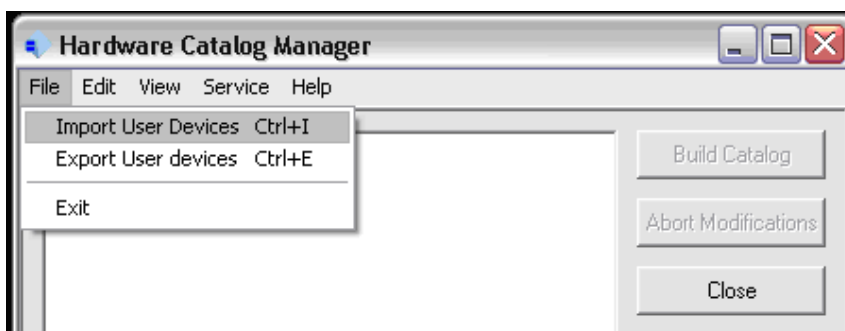 Hardware Catalog Manager
File Edit View Service Help
Import User Devices Ctrl+I
Export User devices Ctrl+E
Exit
Build Catalog
Abort Modifications
Close